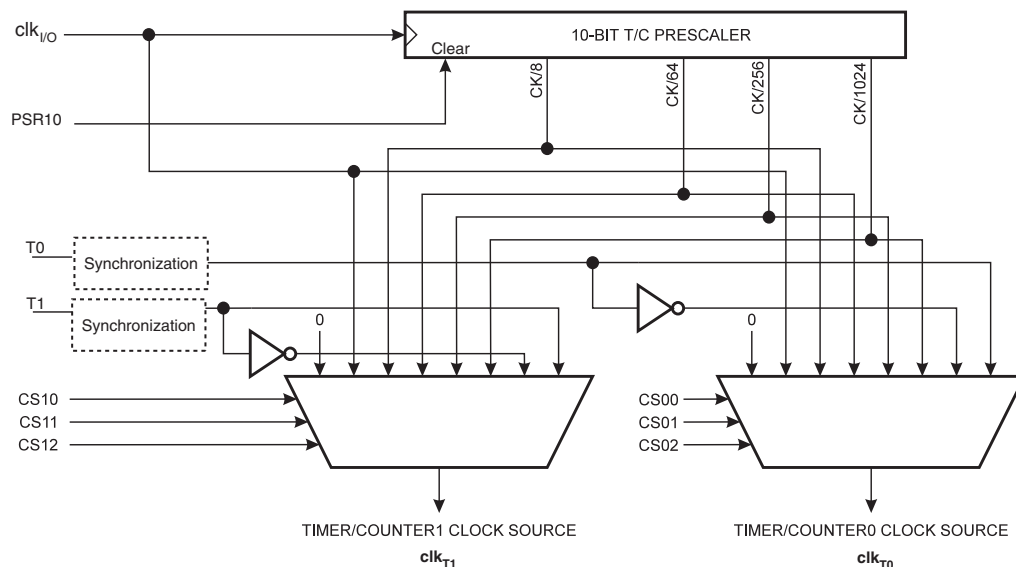 clkI/O
10-BIT T/C PRESCALER
Clear
CK/8
CK/64
CK/256
CK/1024
PSR10
T0
Synchronization
T1
Synchronization
0
0
CS10
CS11
CS12
CS00
CS01
CS02
TIMER/COUNTER1 CLOCK SOURCE
clkT1
TIMER/COUNTER0 CLOCK SOURCE
clkT0